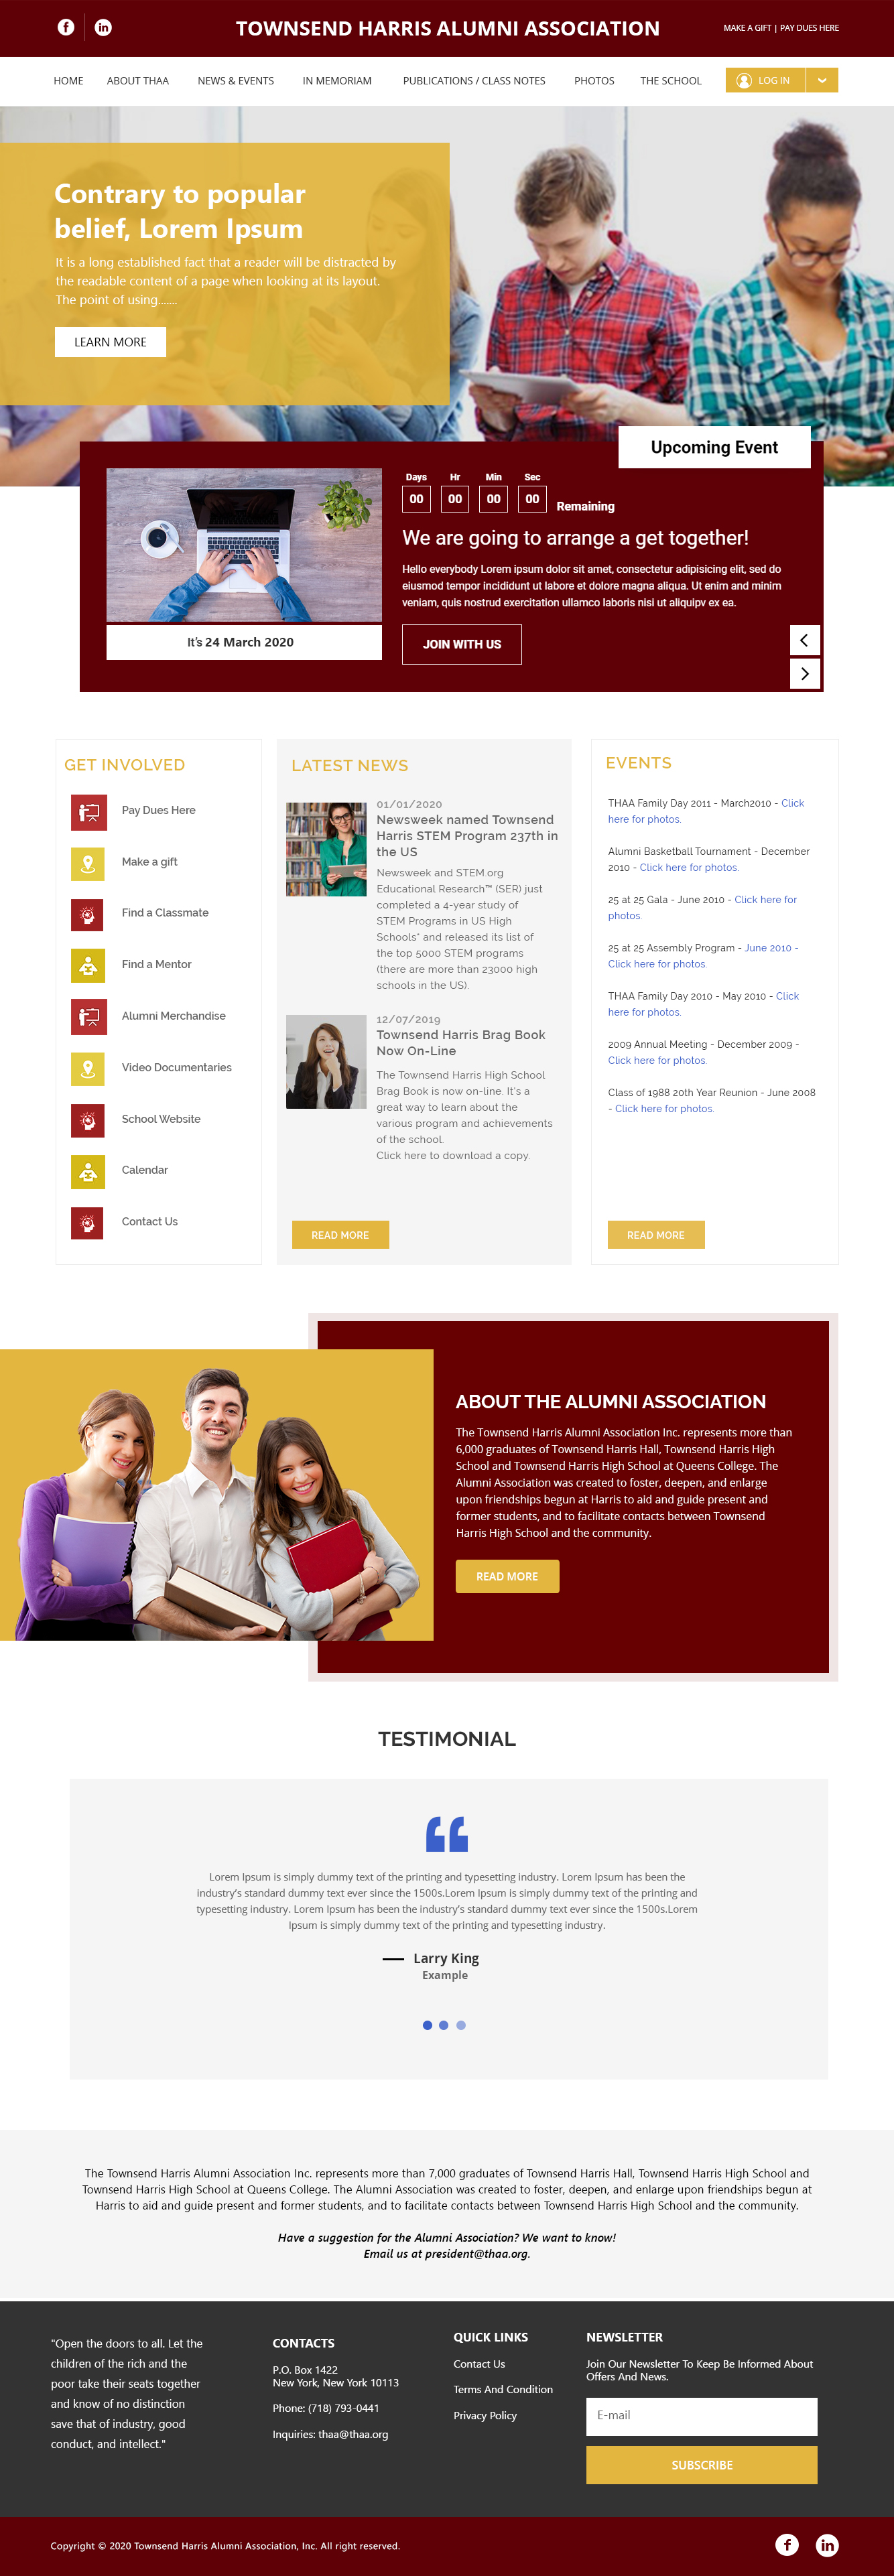 TOWNSEND HARRIS ALUMNI ASSOCIATION
MAKE A GIFT | PAY DUES HERE
HOME
ABOUT THAA
NEWS & EVENTS
IN MEMORIAM
PUBLICATIONS / CLASS NOTES
PHOTOS
THE SCHOOL
LOG IN
Contrary to popular
belief, Lorem Ipsum
It is a long established fact that a reader will be distracted by
the readable content of a page when looking at its layout.
The point of using.......
LEARN MORE
Upcoming Event
Days Hr Min Sec
00 00 00 00 Remaining
We are going to arrange a get together!
Hello everybody Lorem ipsum dolor sit amet, consectetur adipisicing elit, sed do
eiusmod tempor incididunt ut labore et dolore magna aliqua. Ut enim and minim
veniam, quis nostrud exercitation ullamco laboris nisi ut aliquipv ex ea.
It's 24 March 2020
JOIN WITH US
GET INVOLVED
Pay Dues Here
Make a gift
Find a Classmate
Find a Mentor
Alumni Merchandise
Video Documentaries
School Website
Calendar
Contact Us
LATEST NEWS
01/01/2020
Newsweek named Townsend
Harris STEM Program 237th in
the US
Newsweek and STEM.org
Educational Research™ (SER) just
completed a 4-year study of
STEM Programs in US High
Schools* and released its list of
the top 5000 STEM programs
(there are more than 23000 high
schools in the US).
12/07/2019
Townsend Harris Brag Book
Now On-Line
The Townsend Harris High School
Brag Book is now on-line. It's a
great way to learn about the
various program and achievements
of the school.
Click here to download a copy.
READ MORE
EVENTS
THAA Family Day 2011 - March2010 - Click
here for photos.
Alumni Basketball Tournament - December
2010 - Click here for photos.
25 at 25 Gala - June 2010 - Click here for
photos.
25 at 25 Assembly Program - June 2010 -
Click here for photos.
THAA Family Day 2010 - May 2010 - Click
here for photos.
2009 Annual Meeting - December 2009 -
Click here for photos.
Class of 1988 20th Year Reunion - June 2008
- Click here for photos.
READ MORE
ABOUT THE ALUMNI ASSOCIATION
The Townsend Harris Alumni Association Inc. represents more than
6,000 graduates of Townsend Harris Hall, Townsend Harris High
School and Townsend Harris High School at Queens College. The
Alumni Association was created to foster, deepen, and enlarge
upon friendships begun at Harris to aid and guide present and
former students, and to facilitate contacts between Townsend
Harris High School and the community.
READ MORE
TESTIMONIAL
Lorem Ipsum is simply dummy text of the printing and typesetting industry. Lorem Ipsum has been the
industry's standard dummy text ever since the 1500s.Lorem Ipsum is simply dummy text of the printing and
typesetting industry. Lorem Ipsum has been the industry's standard dummy text ever since the 1500s.Lorem
Ipsum is simply dummy text of the printing and typesetting industry.
Larry King
Example
The Townsend Harris Alumni Association Inc. represents more than 7,000 graduates of Townsend Harris Hall, Townsend Harris High School and
Townsend Harris High School at Queens College. The Alumni Association was created to foster, deepen, and enlarge upon friendships begun at
Harris to aid and guide present and former students, and to facilitate contacts between Townsend Harris High School and the community.
Have a suggestion for the Alumni Association? We want to know!
Email us at president@thaa.org.
"Open the doors to all. Let the
children of the rich and the
poor take their seats together
and know of no distinction
save that of industry, good
conduct, and intellect."
CONTACTS
P.O. Box 1422
New York, New York 10113
Phone: (718) 793-0441
Inquiries: thaa@thaa.org
QUICK LINKS
Contact Us
Terms And Condition
Privacy Policy
NEWSLETTER
Join Our Newsletter To Keep Be Informed About
Offers And News.
E-mail
SUBSCRIBE
Copyright © 2020 Townsend Harris Alumni Association, Inc. All right reserved.